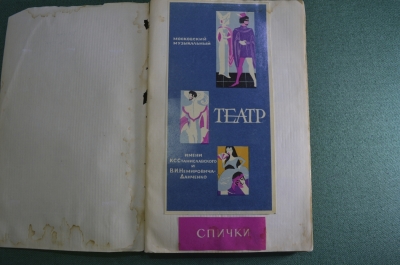 МОСКОВСКИЙ
МУЗЫКАЛЬНЫЙ
ТЕАТР
ИМЕНИ
К.С.СТАНИСЛАВСКОГО
И
В.И.НЕМИРОВИЧА-
ДАНЧЕНКО
СПИЧКИ